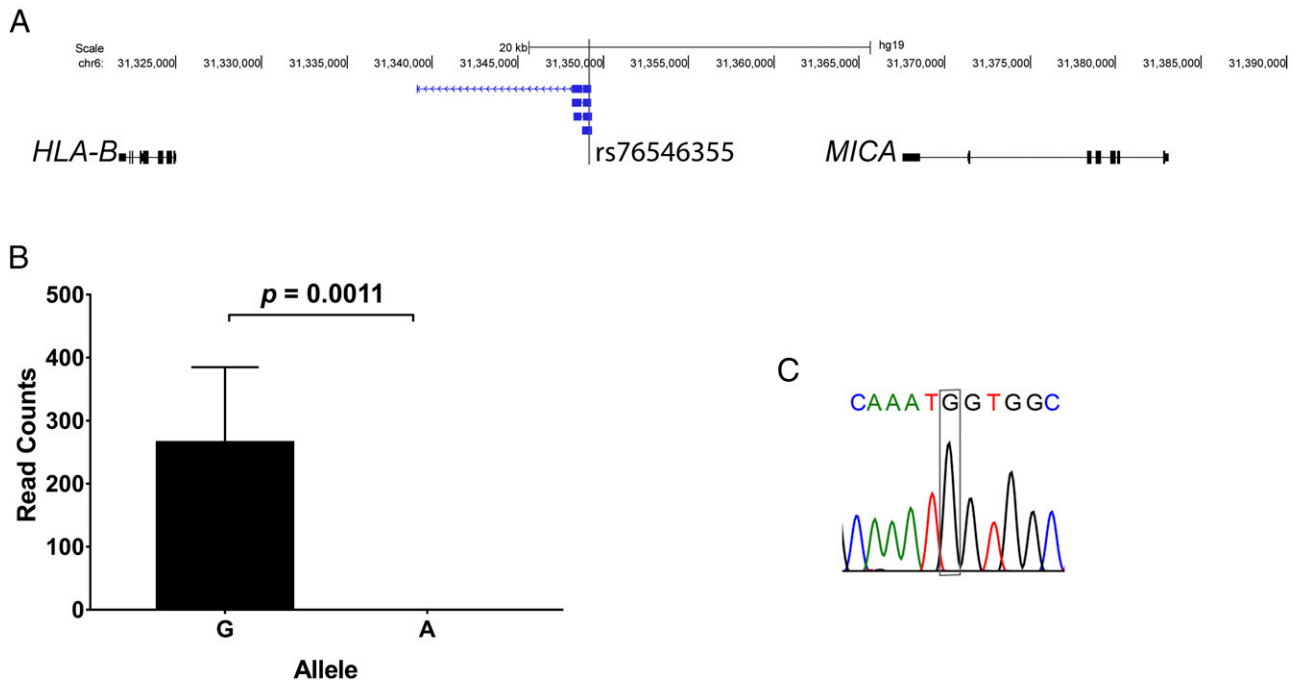 A
Scale
20 kb
hg19
chr6:
31,325,000
31,330,000
31,335,000
31,340,000
31,345,000
31,350,000
31,355,000
31,360,000
31,365,000
31,370,000
31,375,000
31,380,000
31,385,000
31,390,000
HLA-B
rs76546355
MICA
B
500
400
300
200
100
0
Read Counts
p = 0.0011
G
A
Allele
C
CAAATGGTGGC